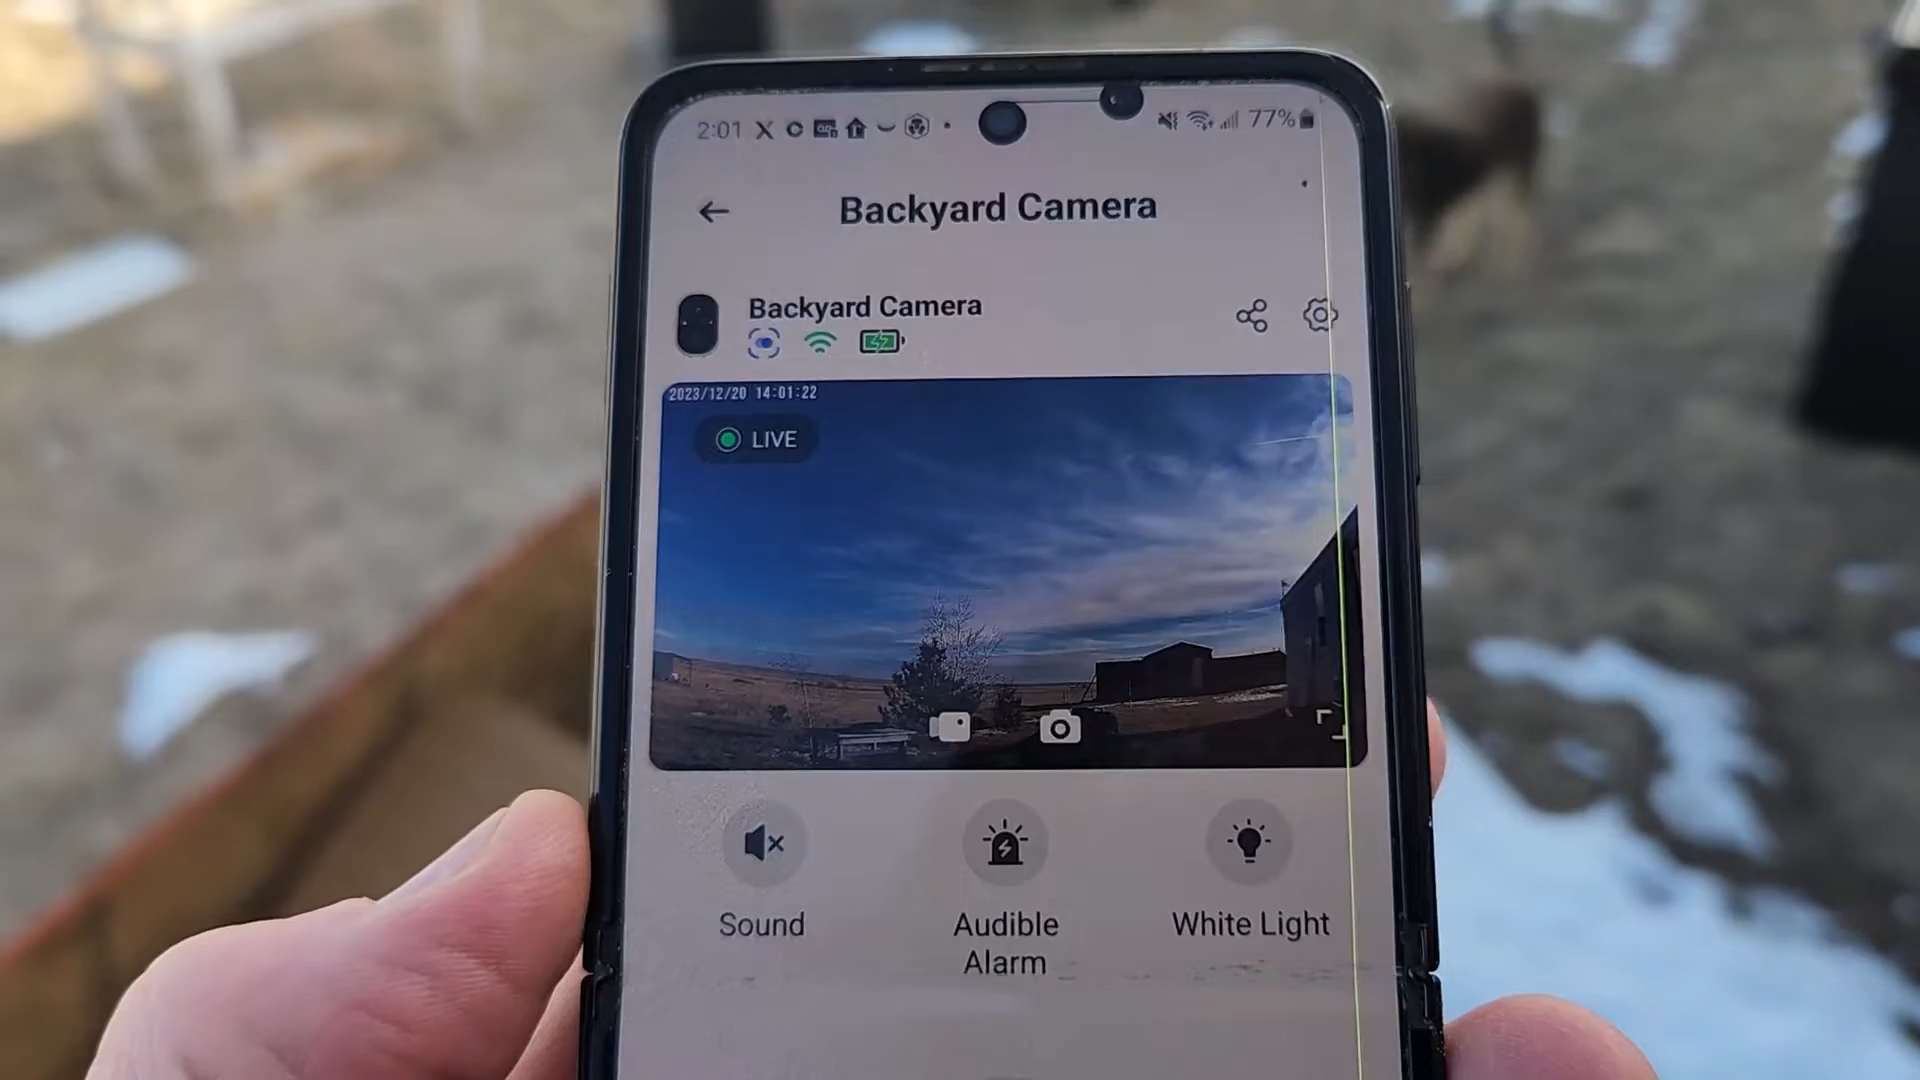 2:01 77%
Backyard Camera
Backyard Camera
2023/12/20 14:01:22
LIVE
Sound
Audible
Alarm
White Light